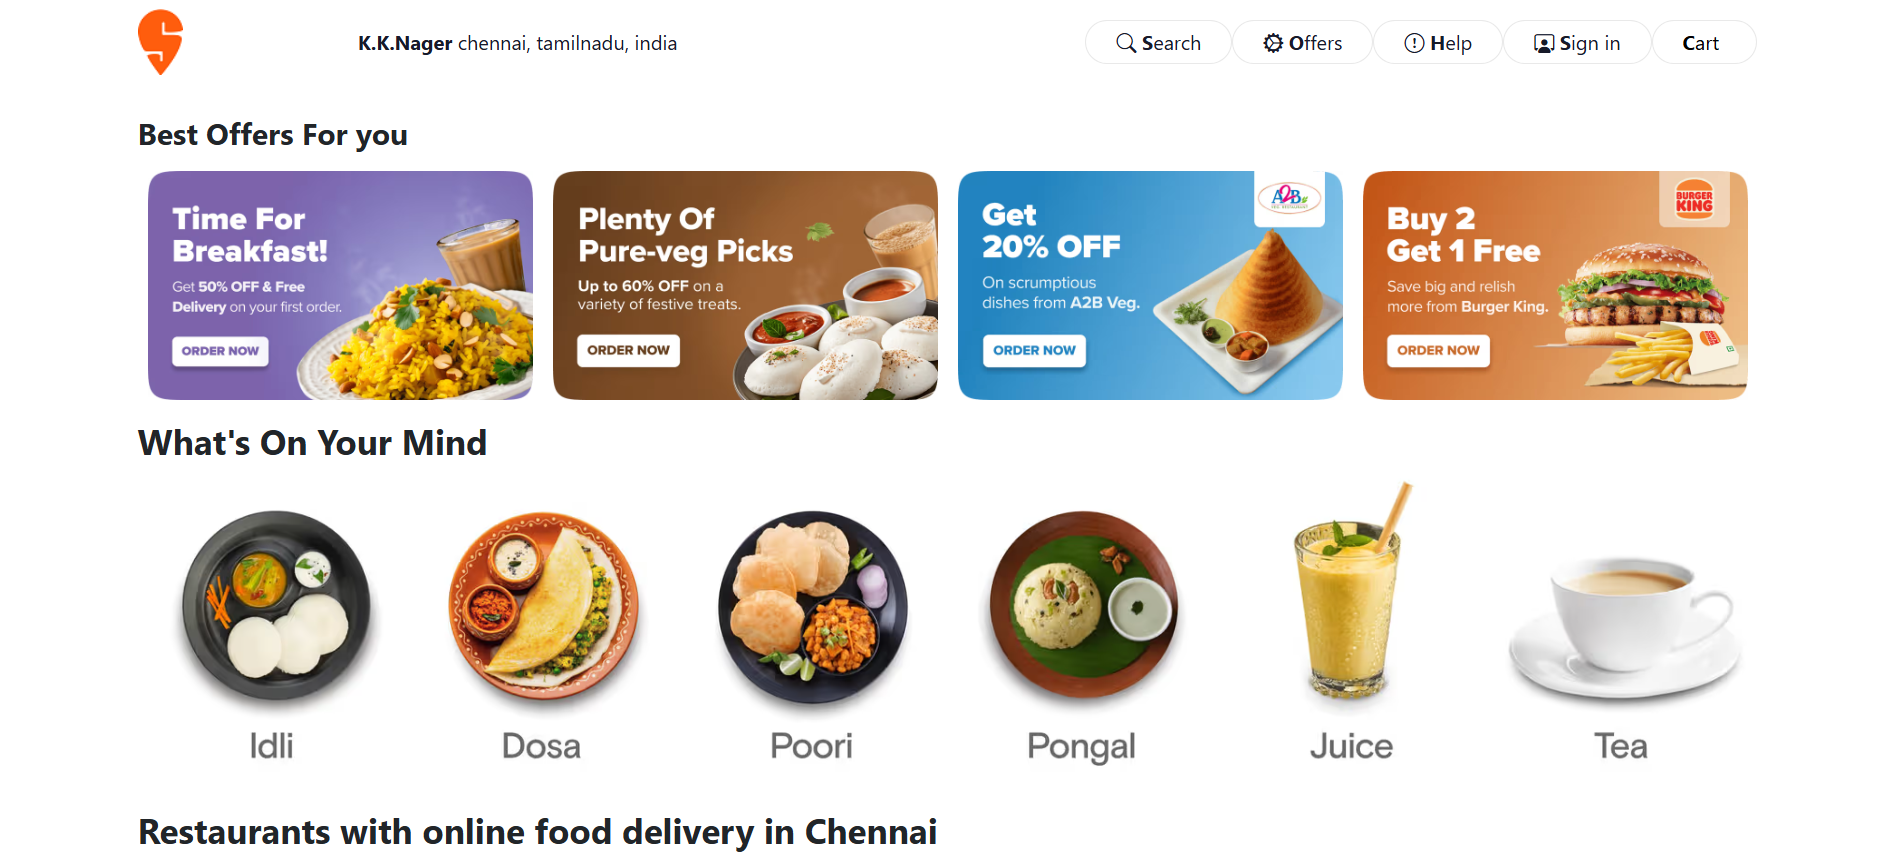 K.K.Nager chennai, tamilnadu, india
Search
Offers
Help
Sign in
Cart
Best Offers For you
Time For
Breakfast!
Get 50% OFF & Free
Delivery on your first order.
ORDER NOW
Plenty Of
Pure-veg Picks
Up to 60% OFF on a
variety of festive treats.
ORDER NOW
A2B
Get
20% OFF
On scrumptious
dishes from A2B Veg.
ORDER NOW
BURGER
KING
Buy 2
Get 1 Free
Save big and relish
more from Burger King.
ORDER NOW
What's On Your Mind
Idli
Dosa
Poori
Pongal
Juice
Tea
Restaurants with online food delivery in Chennai